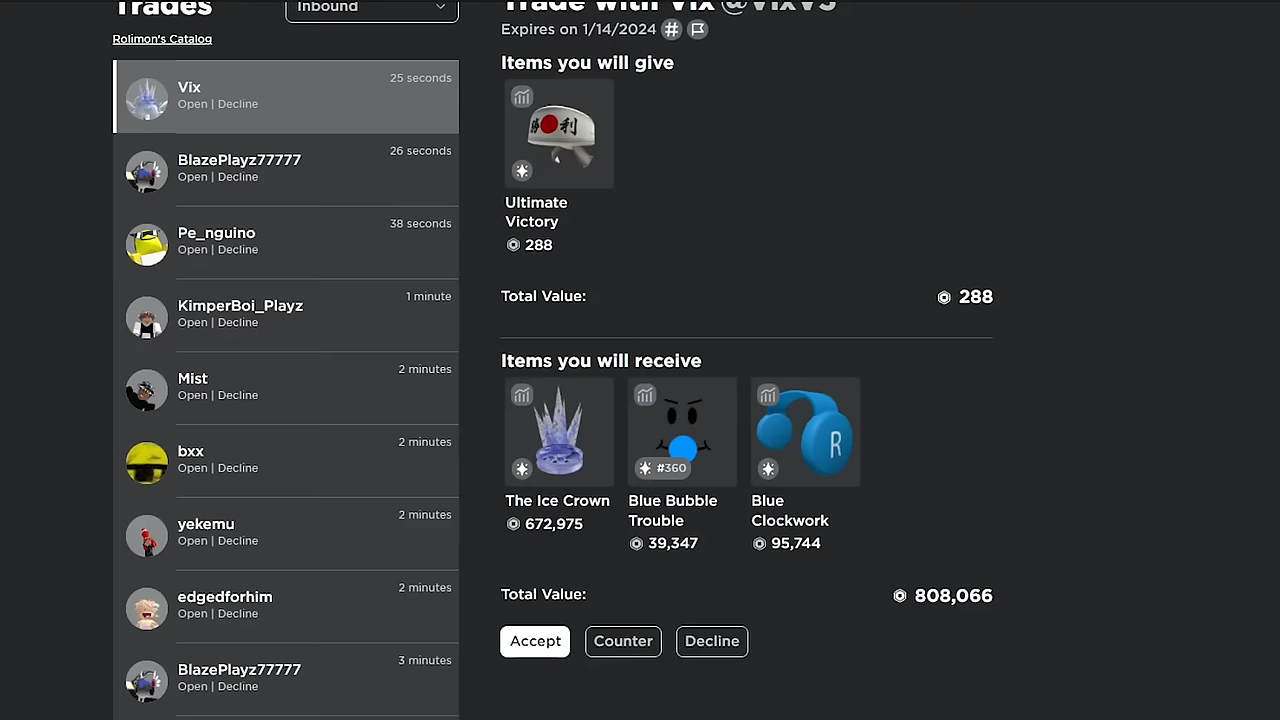 Trades
Inbound
Rolimon's Catalog
Vix
25 seconds
Open | Decline
BlazePlayz77777
26 seconds
Open | Decline
Pe_nguino
38 seconds
Open | Decline
KimperBoi_Playz
1 minute
Open | Decline
Mist
2 minutes
Open | Decline
bxx
2 minutes
Open | Decline
yekemu
2 minutes
Open | Decline
edgedforhim
2 minutes
Open | Decline
BlazePlayz77777
3 minutes
Open | Decline
Trade with Vix @VixV3
Expires on 1/14/2024 #
Items you will give
勝利
Ultimate
Victory
288
Total Value:
288
Items you will receive
#360
R
The Ice Crown
672,975
Blue Bubble
Trouble
39,347
Blue
Clockwork
95,744
Total Value:
808,066
Accept
Counter
Decline